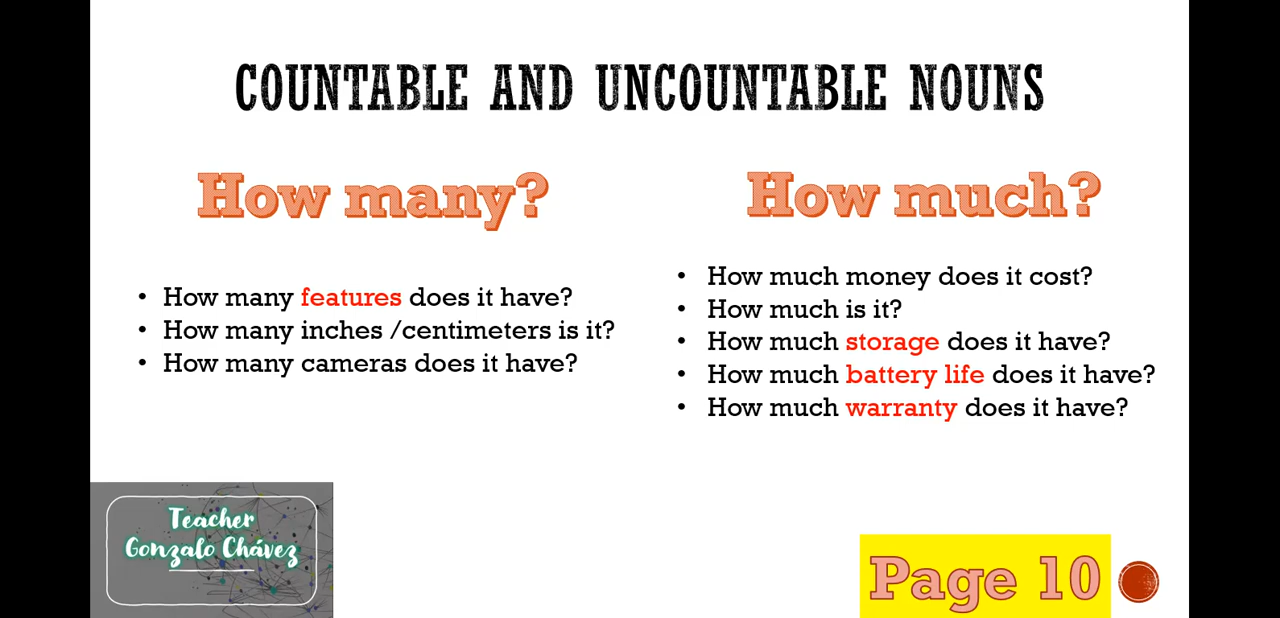 COUNTABLE AND UNCOUNTABLE NOUNS
How many?
• How many features does it have?
• How many inches /centimeters is it?
• How many cameras does it have?
How much?
• How much money does it cost?
• How much is it?
• How much storage does it have?
• How much battery life does it have?
• How much warranty does it have?
Teacher
Gonzalo Chávez
Page 10